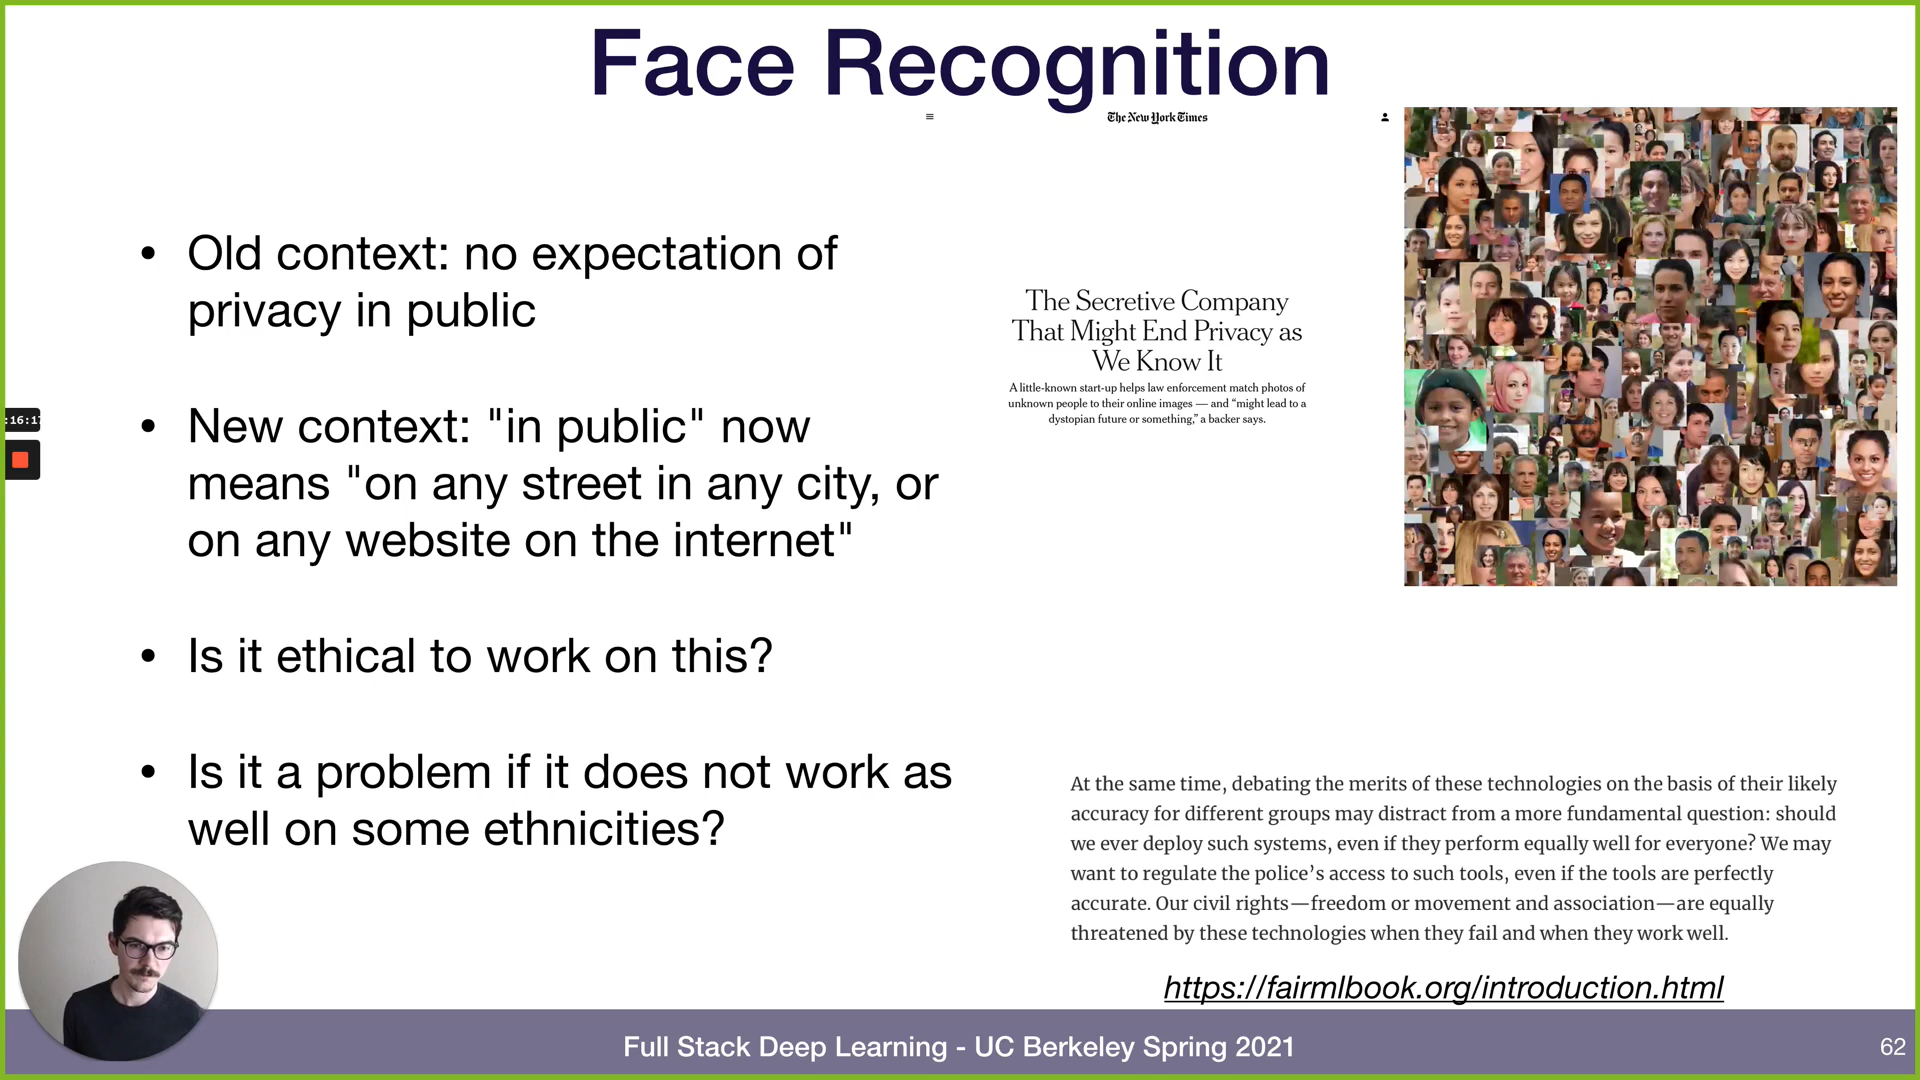 Face Recognition
The New York Times
• Old context: no expectation of
privacy in public
• New context: "in public" now
means "on any street in any city, or
on any website on the internet"
• Is it ethical to work on this?
• Is it a problem if it does not work as
well on some ethnicities?
The Secretive Company
That Might End Privacy as
We Know It
A little-known start-up helps law enforcement match photos of
unknown people to their online images — and “might lead to a
dystopian future or something,” a backer says.
:16:1
At the same time, debating the merits of these technologies on the basis of their likely
accuracy for different groups may distract from a more fundamental question: should
we ever deploy such systems, even if they perform equally well for everyone? We may
want to regulate the police’s access to such tools, even if the tools are perfectly
accurate. Our civil rights—freedom or movement and association—are equally
threatened by these technologies when they fail and when they work well.
https://fairmlbook.org/introduction.html
Full Stack Deep Learning - UC Berkeley Spring 2021
62